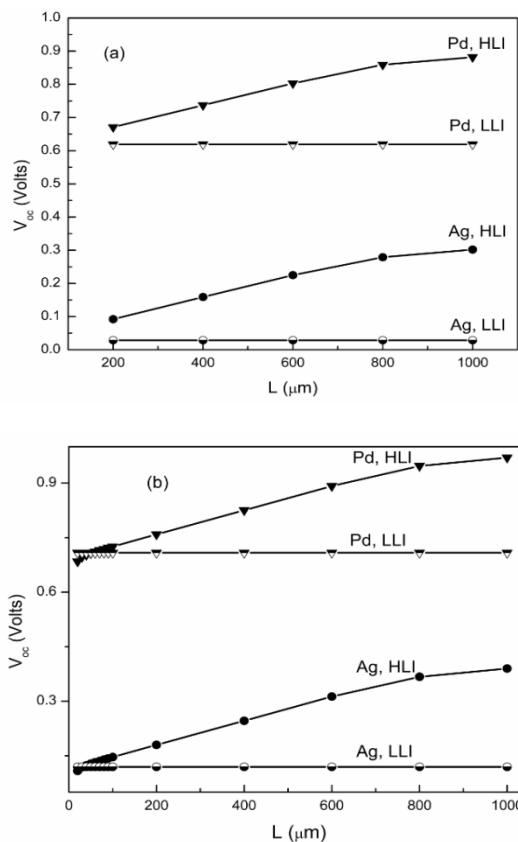 (a)
Pd, HLI
Pd, LLI
Ag, HLI
Ag, LLI
V_oc (Volts)
1.0
0.9
0.8
0.7
0.6
0.5
0.4
0.3
0.2
0.1
0.0
200 400 600 800 1000
L (μm)
(b)
Pd, HLI
Pd, LLI
Ag, HLI
Ag, LLI
V_oc (Volts)
0.9
0.6
0.3
0 200 400 600 800 1000
L (μm)